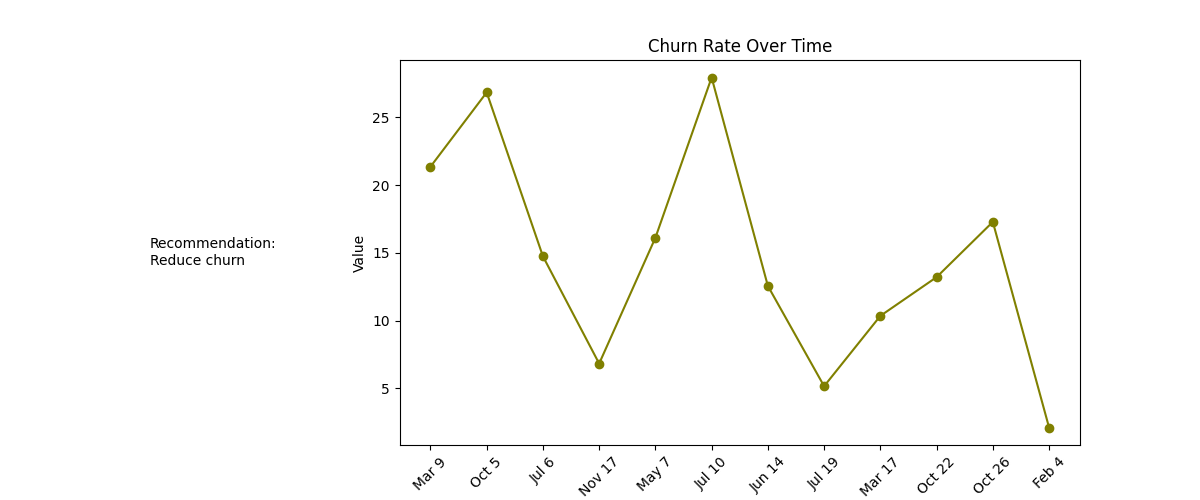 Churn Rate Over Time
Recommendation:
Reduce churn
Value
25
20
15
10
5
Mar 9
Oct 5
Jul 6
Nov 17
May 7
Jul 10
Jun 14
Jul 19
Mar 17
Oct 22
Oct 26
Feb 4